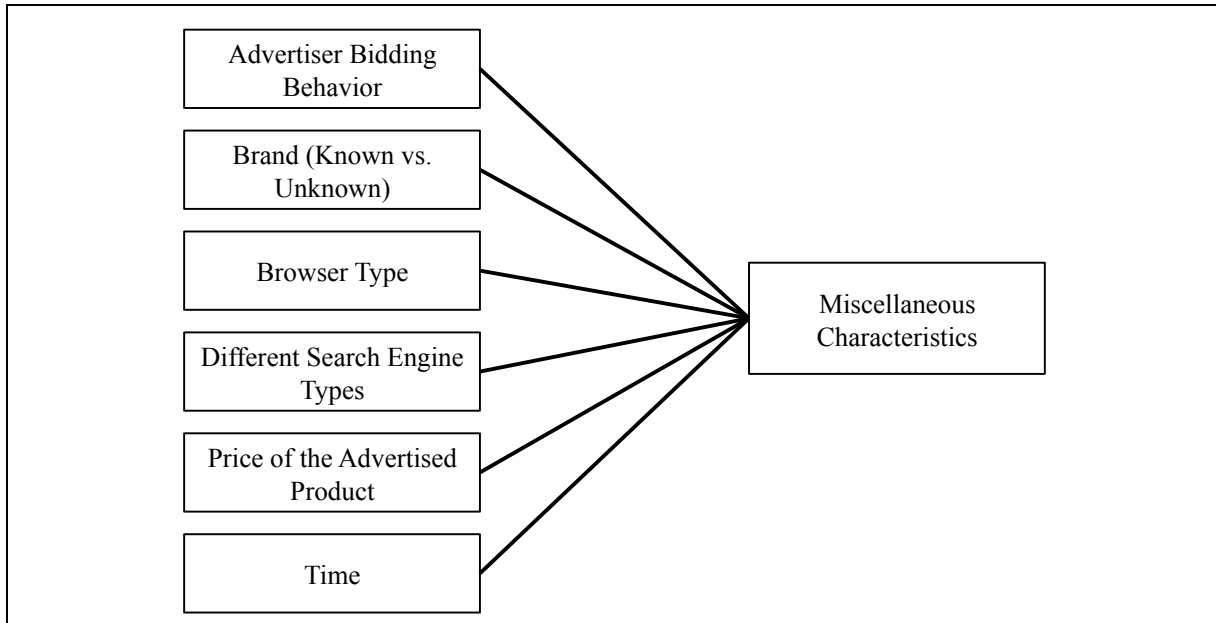 Advertiser Bidding
Behavior
Brand (Known vs.
Unknown)
Browser Type
Different Search Engine
Types
Price of the Advertised
Product
Time
Miscellaneous
Characteristics